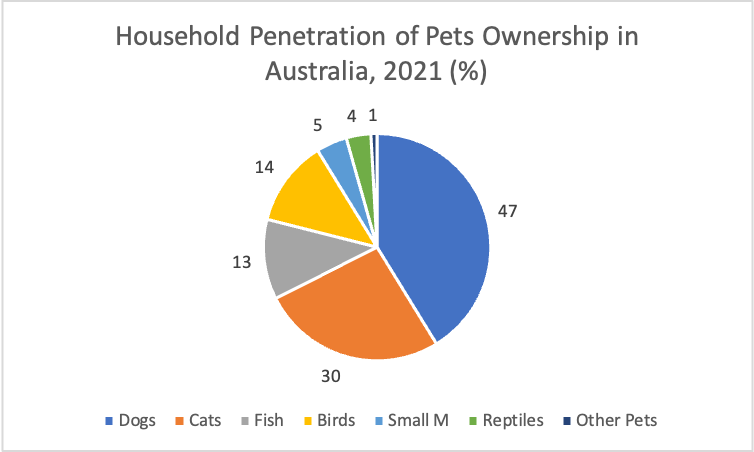 Household Penetration of Pets Ownership in
Australia, 2021 (%)
1
4
5
14
47
13
30
Dogs Cats Fish Birds Small M Reptiles Other Pets